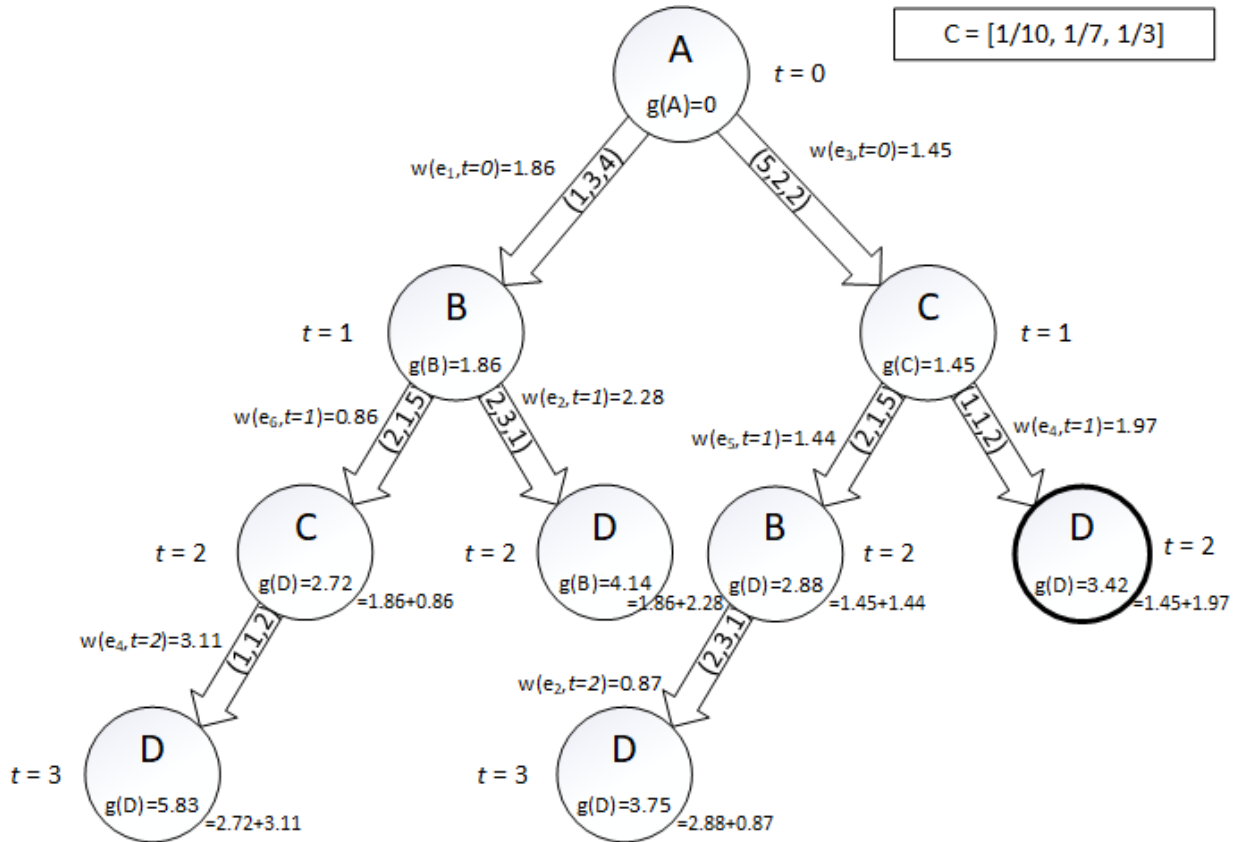 C = [1/10, 1/7, 1/3]
A
t = 0
g(A)=0
w(e₁,t=0)=1.86
(1,3,4)
(5,2,2)
w(e₃,t=0)=1.45
B
t = 1
g(B)=1.86
C
t = 1
g(C)=1.45
w(e₆,t=1)=0.86
(2,1,5)
(2,3,1)
w(e₂,t=1)=2.28
w(e₅,t=1)=1.44
(2,1,5)
(1,1,2)
w(e₄,t=1)=1.97
C
t = 2
g(D)=2.72
=1.86+0.86
D
t = 2
g(B)=4.14
=1.86+2.28
B
t = 2
g(D)=2.88
=1.45+1.44
D
t = 2
g(D)=3.42
=1.45+1.97
w(e₄,t=2)=3.11
(1,1,2)
w(e₂,t=2)=0.87
(2,3,1)
D
t = 3
g(D)=5.83
=2.72+3.11
D
t = 3
g(D)=3.75
=2.88+0.87